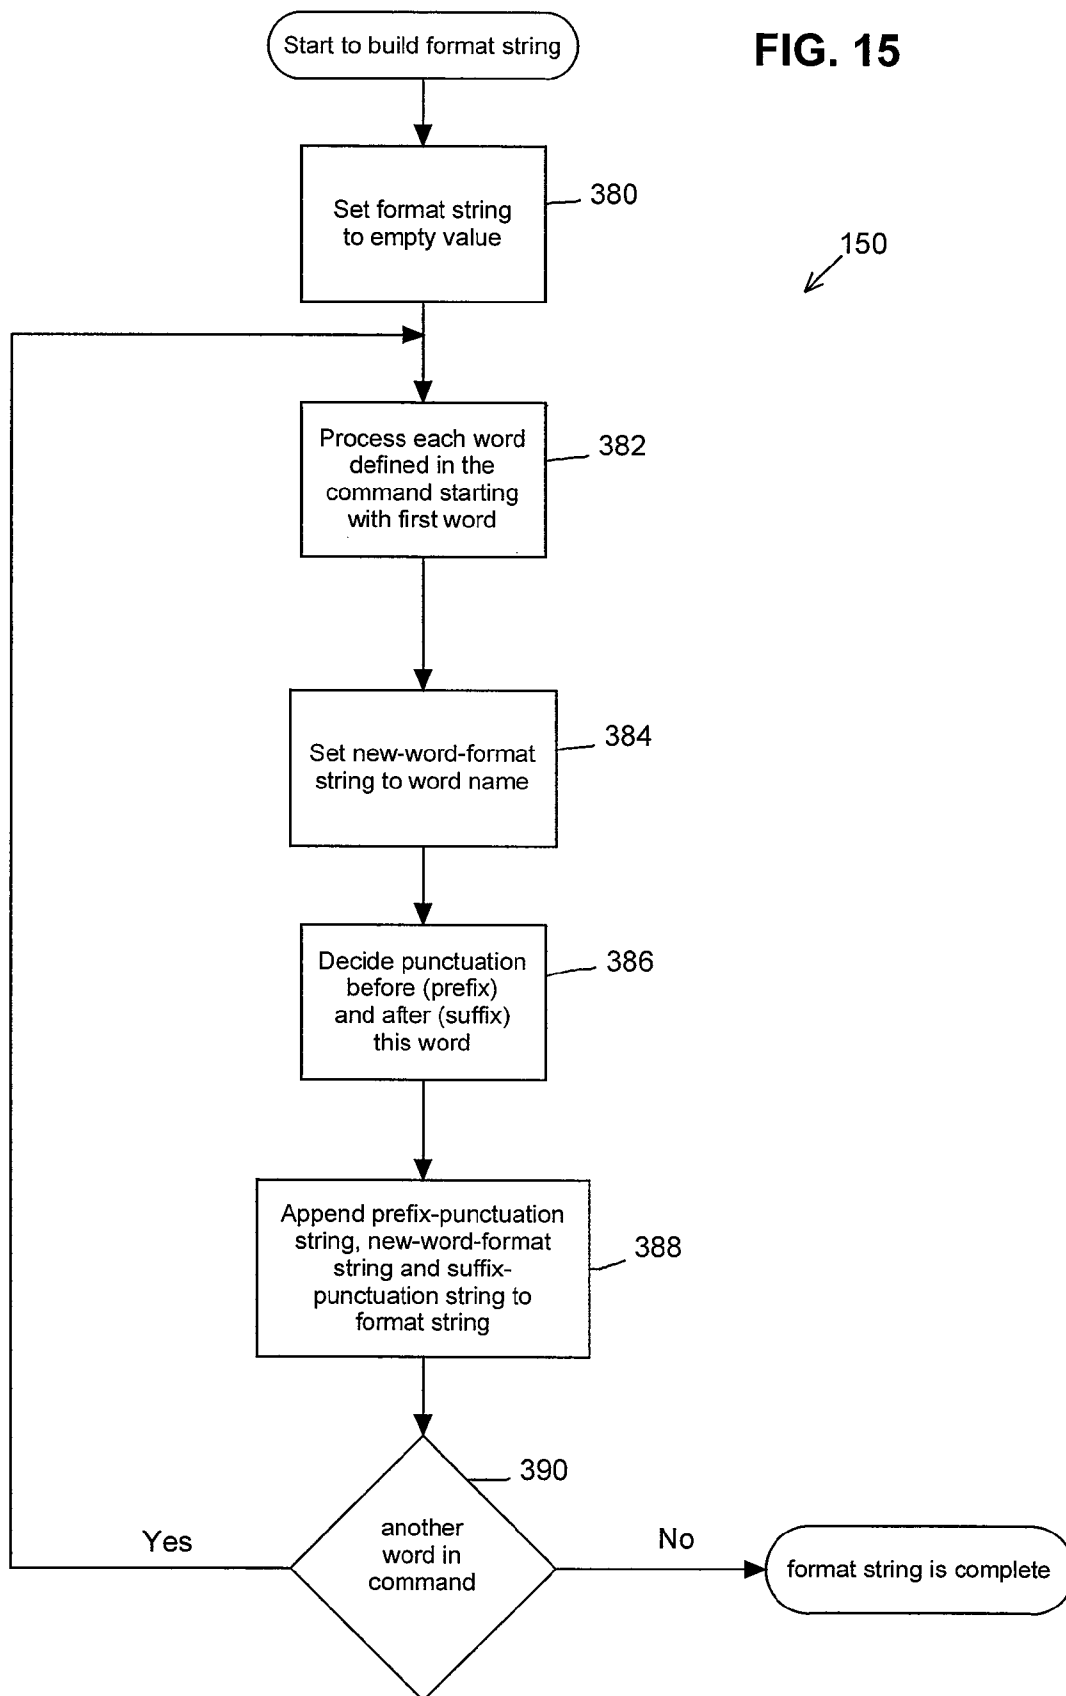 Start to build format string
FIG. 15
Set format string
to empty value
380
150
Process each word
defined in the
command starting
with first word
382
Set new-word-format
string to word name
384
Decide punctuation
before (prefix)
and after (suffix)
this word
386
Append prefix-punctuation
string, new-word-format
string and suffix-
punctuation string to
format string
388
390
another
word in
command
Yes
No
format string is complete